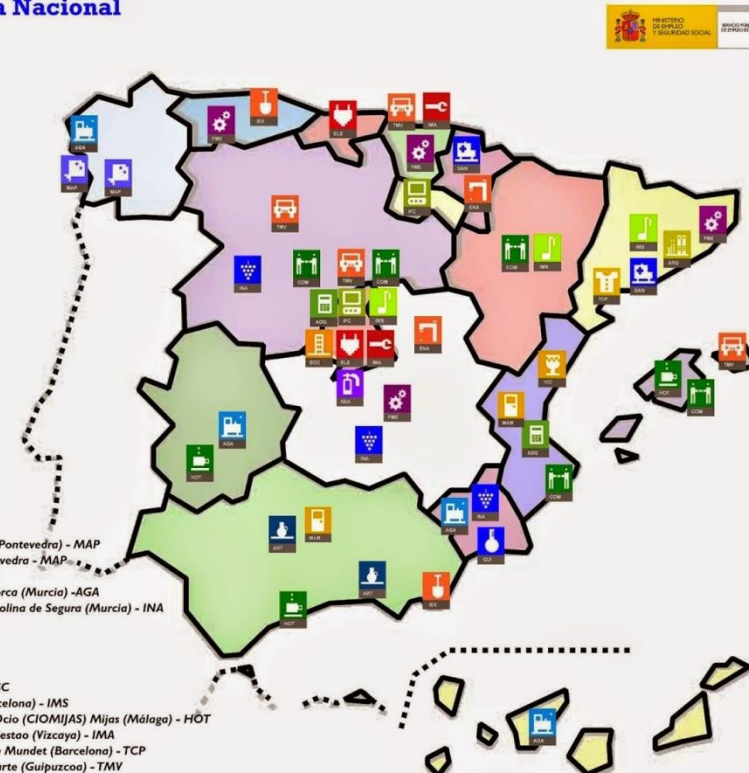 a Nacional
MINISTERIO
DE EMPLEO
Y SEGURIDAD SOCIAL
IEX
FME
ELE
TMV
IMA
AGA
FME
SAN
MAP
MAP
IFC
ENA
TMV
COM
IMS
IMS
ARG
FME
INA
COM
TMV
COM
TCP
SAN
ADG
IFC
IMS
EOC
ELE
IMA
ENA
TMV
VIC
HOT
COM
SEA
FME
MAM
AGA
INA
ADG
HOT
COM
ART
MAM
AGA
INA
QUI
ART
IEX
HOT
Pontevedra) - MAP
vedra - MAP
rca (Murcia) -AGA
olina de Segura (Murcia) - INA
C
celona) - IMS
Ocio (CIOMIJAS) Mijas (Málaga) - HOT
estao (Vizcaya) - IMA
e Mundet (Barcelona) - TCP
arte (Guipuzcoa) - TMV
AGA